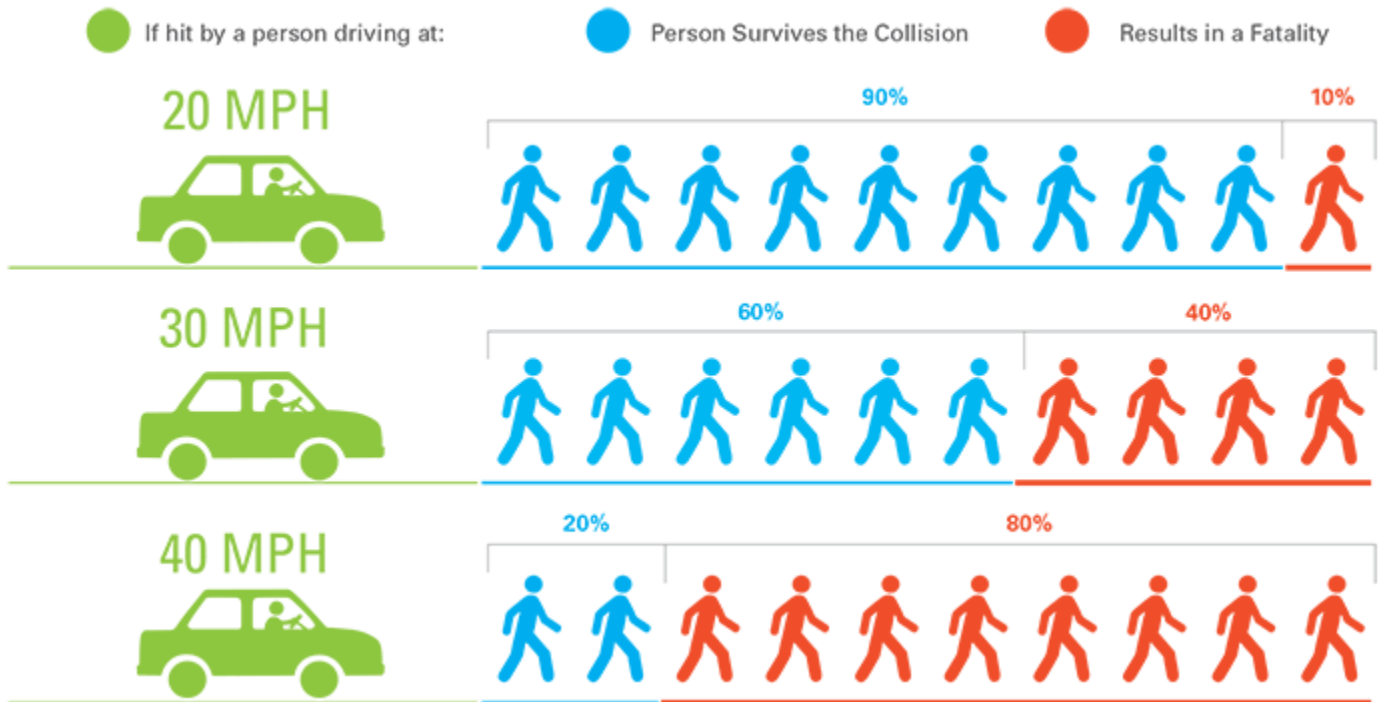 If hit by a person driving at:
Person Survives the Collision
Results in a Fatality
20 MPH
90%
10%
30 MPH
60%
40%
40 MPH
20%
80%